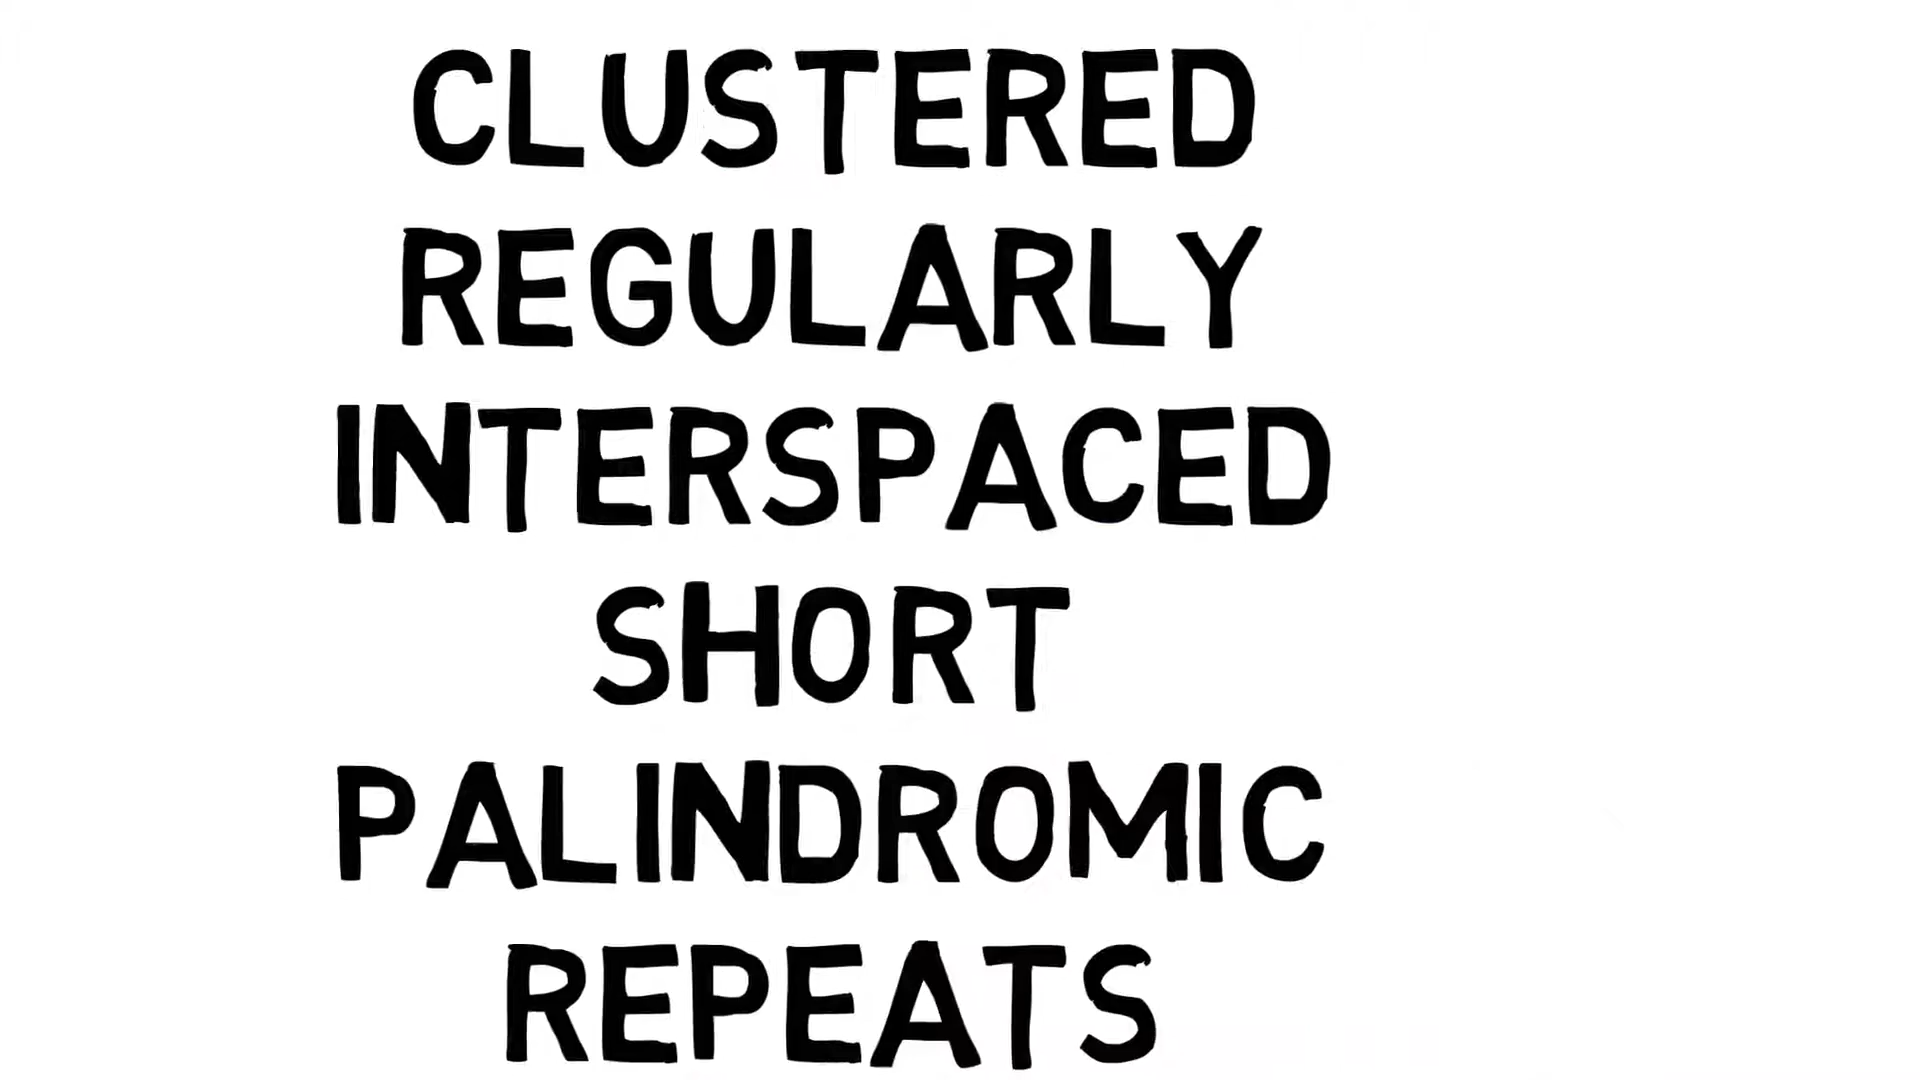 CLUSTERED
REGULARLY
INTERSPACED
SHORT
PALINDROMIC
REPEATS